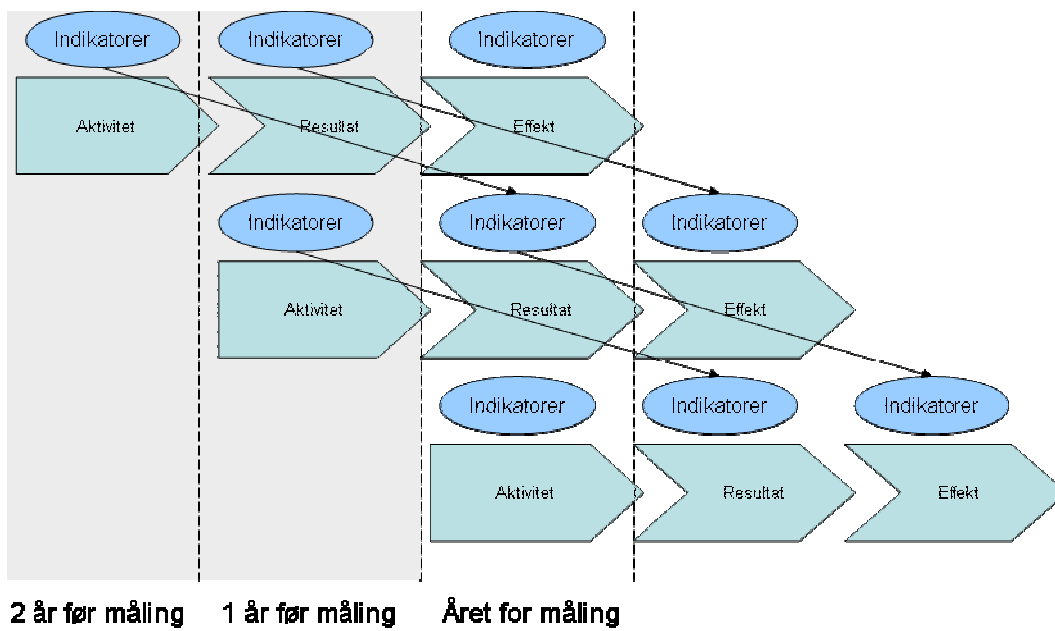 Indikatorer Indikatorer Indikatorer
Aktivitet Resultat Effekt
Indikatorer Indikatorer Indikatorer
Aktivitet Resultat Effekt
Indikatorer Indikatorer Indikatorer
Aktivitet Resultat Effekt
2 år før måling 1 år før måling Året for måling